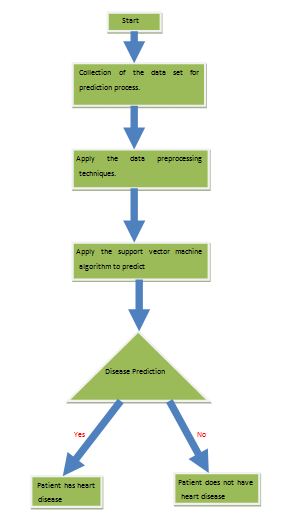 Start
Collection of the data set for
prediction process.
Apply the data preprocessing
techniques.
Apply the support vector machine
algorithm to predict
Disease Prediction
Yes
No
Patient has heart
disease
Patient does not have
heart disease